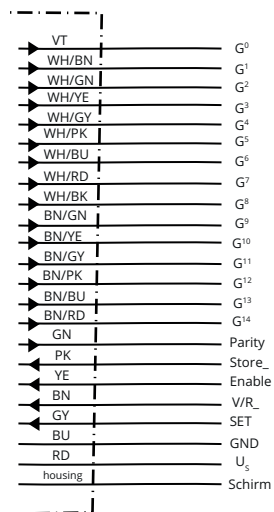 VT G⁰
WH/BN G¹
WH/GN G²
WH/YE G³
WH/GY G⁴
WH/PK G⁵
WH/BU G⁶
WH/RD G⁷
WH/BK G⁸
BN/GN G⁹
BN/YE G¹⁰
BN/GY G¹¹
BN/PK G¹²
BN/BU G¹³
BN/RD G¹⁴
GN Parity
PK Store_
YE Enable
BN V/R_
GY SET
BU GND
RD Uₛ
housing Schirm